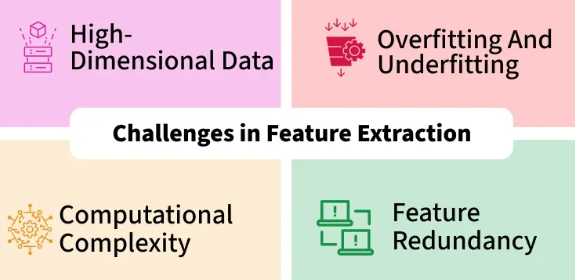 High-
Dimensional Data
Overfitting And
Underfitting
Challenges in Feature Extraction
Computational
Complexity
Feature
Redundancy